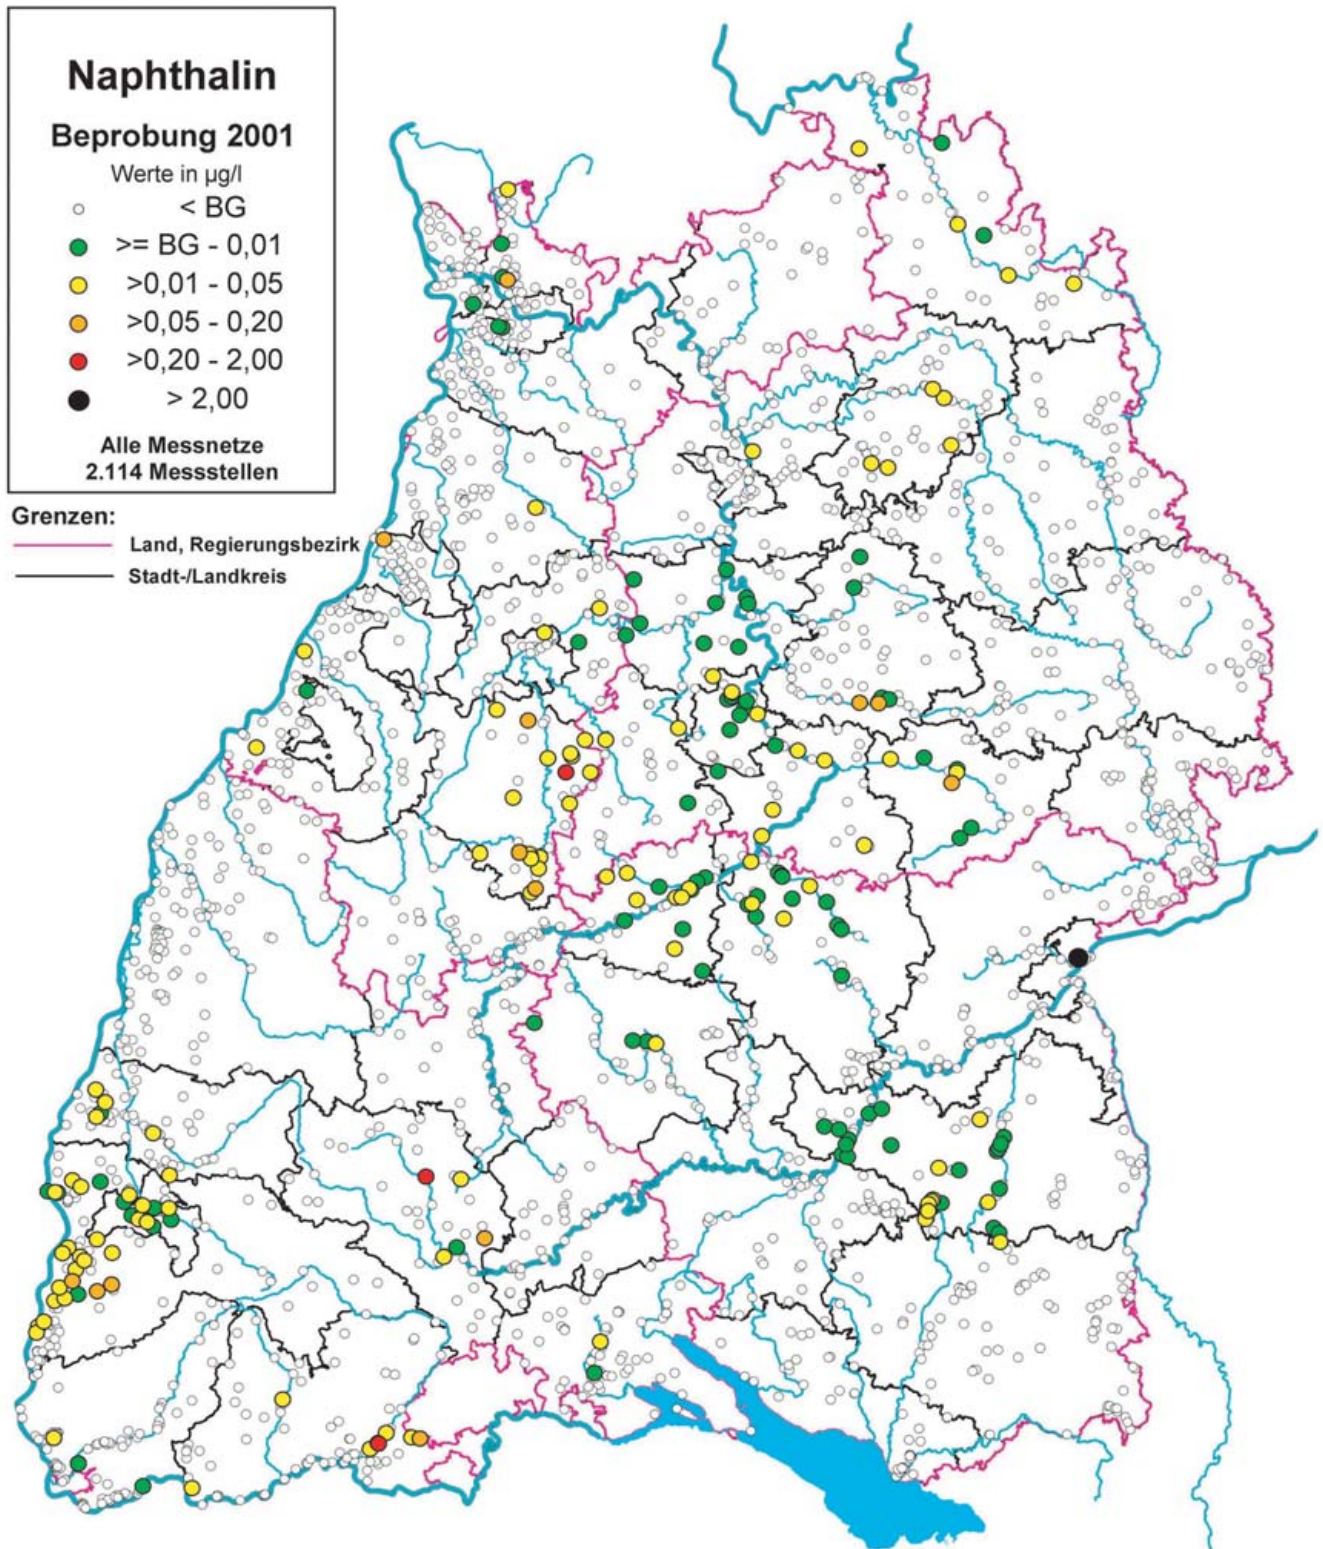 Naphthalin
Beprobung 2001
Werte in µg/l
< BG
>= BG - 0,01
>0,01 - 0,05
>0,05 - 0,20
>0,20 - 2,00
> 2,00
Alle Messnetze
2.114 Messstellen
Grenzen:
Land, Regierungsbezirk
Stadt-/Landkreis